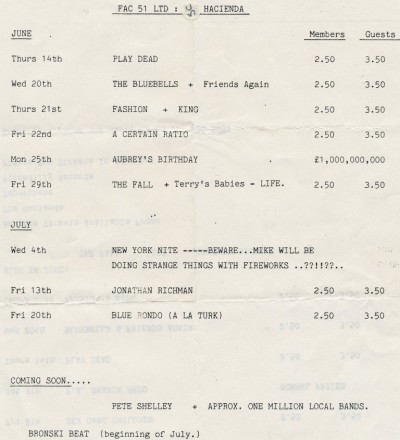 FAC 51 LTD : HACIENDA
JUNE Members Guests
Thurs 14th PLAY DEAD 2.50 3.50
Wed 20th THE BLUEBELLS + Friends Again 2.50 3.50
Thurs 21st FASHION + KING 2.50 3.50
Fri 22nd A CERTAIN RATIO 2.50 3.50
Mon 25th AUBREY'S BIRTHDAY £1,000,000,000
Fri 29th THE FALL + Terry's Babies - LIFE. 2.50 3.50
JULY
Wed 4th NEW YORK NITE -----BEWARE...MIKE WILL BE
DOING STRANGE THINGS WITH FIREWORKS ..??!!??..
Fri 13th JONATHAN RICHMAN 2.50 3.50
Fri 20th BLUE RONDO (A LA TURK) 2.50 3.50
COMING SOON.....
PETE SHELLEY + APPROX. ONE MILLION LOCAL BANDS.
BRONSKI BEAT (beginning of July.)